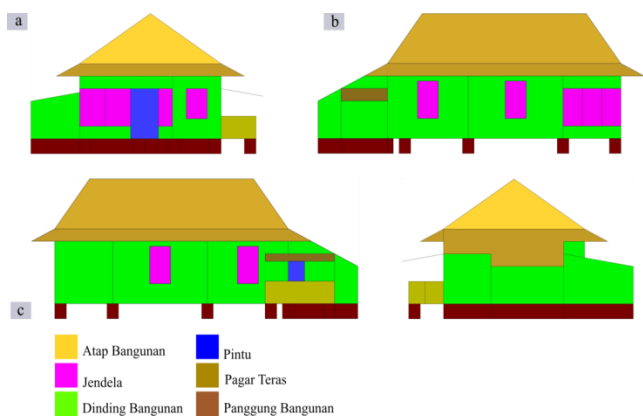 a
b
c
Atap Bangunan
Jendela
Dinding Bangunan
Pintu
Pagar Teras
Panggung Bangunan